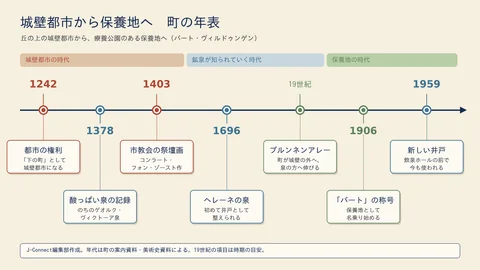 城壁都市から保養地へ　町の年表
丘の上の城壁都市から、療養公園のある保養地へ（バート・ヴィルドゥンゲン）
城壁都市の時代
鉱泉が知られていく時代
保養地の時代
1242
1403
19世紀
1959
1378
1696
1906
都市の権利
「下の町」として
城壁都市になる
市教会の祭壇画
コンラート・
フォン・ゾースト作
ブルンネンアレー
町が城壁の外へ、
泉の方へ伸びる
新しい井戸
飲泉ホールの前で
今も使われる
酸っぱい泉の記録
のちのゲオルク・
ヴィクトーア泉
ヘレーネの泉
初めて井戸として
整えられる
「バート」の称号
保養地として
名乗り始める
J-Connect編集部作成。年代は町の案内資料・美術史資料による。19世紀の項目は時期の目安。